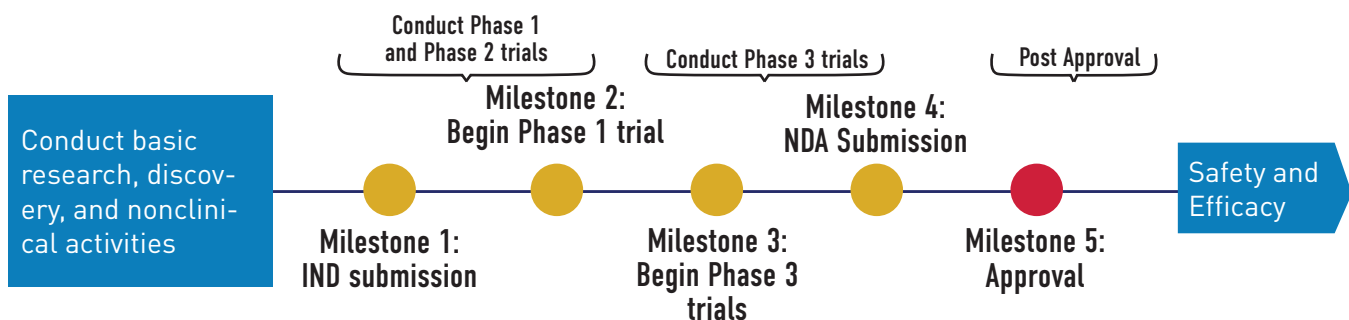 Conduct Phase 1
and Phase 2 trials
Conduct Phase 3 trials
Post Approval
Milestone 2:
Begin Phase 1 trial
Milestone 4:
NDA Submission
Conduct basic
research, discov-
ery, and nonclini-
cal activities
Safety and
Efficacy
Milestone 1:
IND submission
Milestone 3:
Begin Phase 3
trials
Milestone 5:
Approval